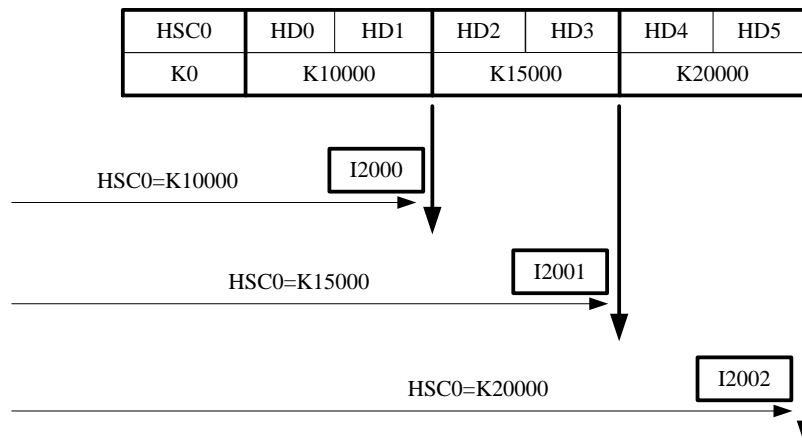 HSC0 HD0 HD1 HD2 HD3 HD4 HD5
K0 K10000 K15000 K20000
I2000
HSC0=K10000
I2001
HSC0=K15000
I2002
HSC0=K20000